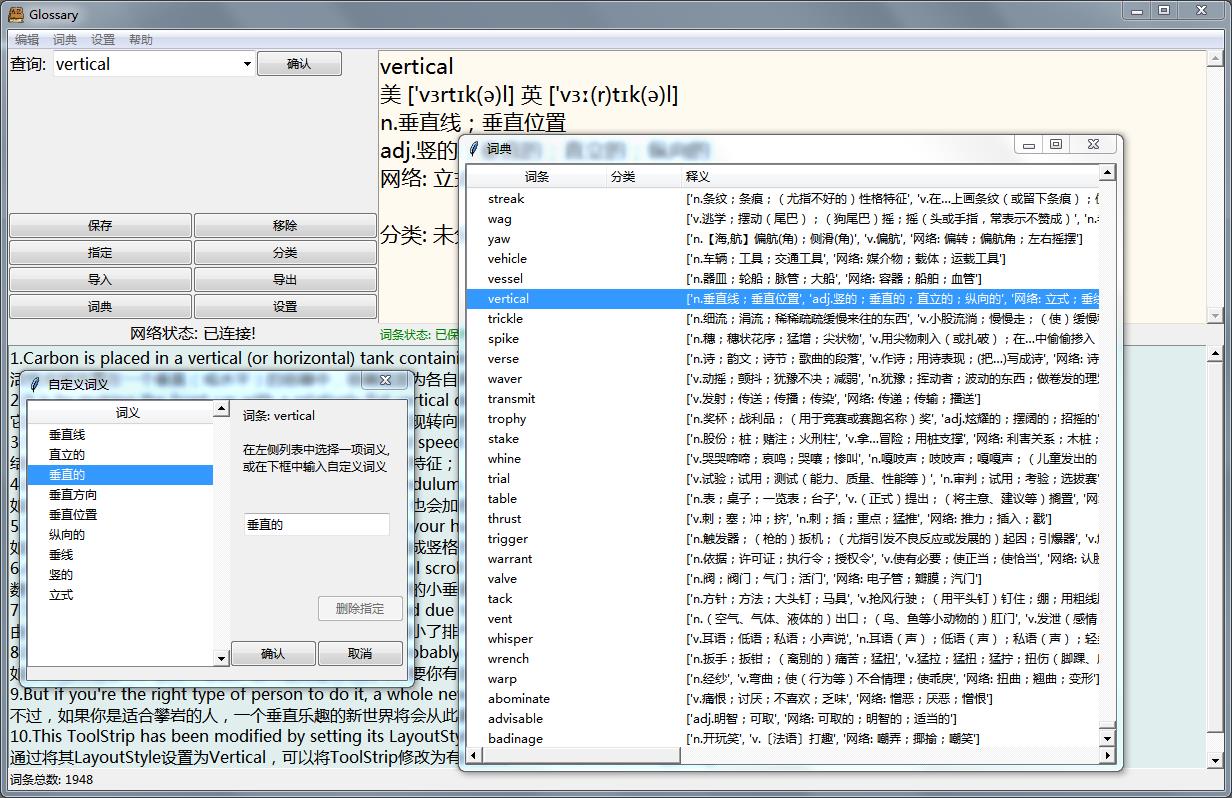 Glossary
编辑 词典 设置 帮助
查询: vertical 确认
vertical
美 ['vɜrtɪk(ə)l] 英 ['vɜː(r)tɪk(ə)l]
n.垂直线；垂直位置
adj.竖的
网络: 立式
分类: 未分
保存 移除
指定 分类
导入 导出
词典 设置
网络状态: 已连接!
词条状态: 已保
1.Carbon is placed in a vertical (or horizontal) tank containi
9.But if you're the right type of person to do it, a whole new
不过，如果你是适合攀岩的人，一个垂直乐趣的新世界将会从此
10.This ToolStrip has been modified by setting its LayoutSty
通过将其LayoutStyle设置为Vertical，可以将ToolStrip修改为有
词条总数: 1948
自定义词义
词义
垂直线
直立的
垂直的
垂直方向
垂直位置
纵向的
垂线
竖的
立式
词条: vertical
在左侧列表中选择一项词义,
或在下框中输入自定义词义
垂直的
删除指定
确认 取消
词典
词条 分类 释义
streak ['n.条纹；条痕；（尤指不好的）性格特征', 'v.在...上画条纹（或留下条痕）；
wag ['v.逃学；摆动（尾巴）；（狗尾巴）摇；摇（头或手指，常表示不赞成）', 'n.
yaw ['n.【海,航】偏航(角)；侧滑(角)', 'v.偏航', '网络: 偏转；偏航角；左右摇摆']
vehicle ['n.车辆；工具；交通工具', '网络: 媒介物；载体；运载工具']
vessel ['n.器皿；轮船；脉管；大船', '网络: 容器；船舶；血管']
vertical ['n.垂直线；垂直位置', 'adj.竖的；垂直的；直立的；纵向的', '网络: 立式；垂线
trickle ['n.细流；涓流；稀稀疏疏缓慢来往的东西', 'v.小股流淌；慢慢走；（使）缓慢
spike ['n.穗；穗状花序；猛增；尖状物', 'v.用尖物刺入（或扎破）；在...中偷偷掺入
verse ['n.诗；韵文；诗节；歌曲的段落', 'v.作诗；用诗表现；(把...)写成诗', '网络: 诗
waver ['v.动摇；颤抖；犹豫不决；减弱', 'n.犹豫；挥动者；波动的东西；做卷发的理
transmit ['v.发射；传送；传播；传染', '网络: 传递；传输；播送']
trophy ['n.奖杯；战利品；（用于竞赛或赛跑名称）奖', 'adj.炫耀的；摆阔的；招摇的'
stake ['n.股份；桩；赌注；火刑柱', 'v.拿...冒险；用桩支撑', '网络: 利害关系；木桩；
whine ['v.哭哭啼啼；哀鸣；哭嚷；惨叫', 'n.嘎吱声；吱吱声；嘎嘎声；（儿童发出的
trial ['v.试验；试用；测试（能力、质量、性能等）', 'n.审判；试用；考验；选拔赛'
table ['n.表；桌子；一览表；台子', 'v.（正式）提出；（将主意、建议等）搁置', '网
thrust ['v.刺；塞；冲；挤', 'n.刺；插；重点；猛推', '网络: 推力；插入；戳']
trigger ['n.触发器；（枪的）扳机；（尤指引发不良反应或发展的）起因；引爆器', 'v.
warrant ['n.依据；许可证；执行令；授权令', 'v.使有必要；使正当；使恰当', '网络: 认股
valve ['n.阀；阀门；气门；活门', '网络: 电子管；瓣膜；汽门']
tack ['n.方针；方法；大头钉；马具', 'v.抢风行驶；（用平头钉）钉住；绷；用粗线
vent ['n.（空气、气体、液体的）出口；（鸟、鱼等小动物的）肛门', 'v.发泄（感情
whisper ['v.耳语；低语；私语；小声说', 'n.耳语（声）；低语（声）；私语（声）；轻
wrench ['n.扳手；扳钳；（离别的）痛苦；猛扭', 'v.猛拉；猛扭；猛拧；扭伤（脚踝、
warp ['n.经纱', 'v.弯曲；使（行为等）不合情理；使乖戾', '网络: 扭曲；翘曲；变形']
abominate ['v.痛恨；讨厌；不喜欢；乏味', '网络: 憎恶；厌恶；憎恨']
advisable ['adj.明智；可取', '网络: 可取的；明智的；适当的']
badinage ['n.开玩笑', 'v.〔法语〕打趣', '网络: 嘲弄；揶揄；嘲笑']